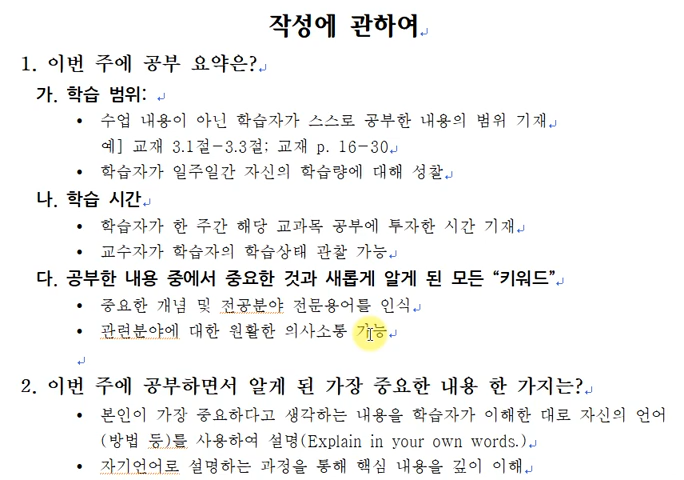 작성에 관하여
1. 이번 주에 공부 요약은?
가. 학습 범위:
• 수업 내용이 아닌 학습자가 스스로 공부한 내용의 범위 기재
예] 교재 3.1절-3.3절; 교재 p. 16-30
• 학습자가 일주일간 자신의 학습량에 대해 성찰
나. 학습 시간
• 학습자가 한 주간 해당 교과목 공부에 투자한 시간 기재
• 교수자가 학습자의 학습상태 관찰 가능
다. 공부한 내용 중에서 중요한 것과 새롭게 알게 된 모든 “키워드”
• 중요한 개념 및 전공분야 전문용어를 인식
• 관련분야에 대한 원활한 의사소통 가능
2. 이번 주에 공부하면서 알게 된 가장 중요한 내용 한 가지는?
• 본인이 가장 중요하다고 생각하는 내용을 학습자가 이해한 대로 자신의 언어
(방법 등)를 사용하여 설명(Explain in your own words.)
• 자기언어로 설명하는 과정을 통해 핵심 내용을 깊이 이해